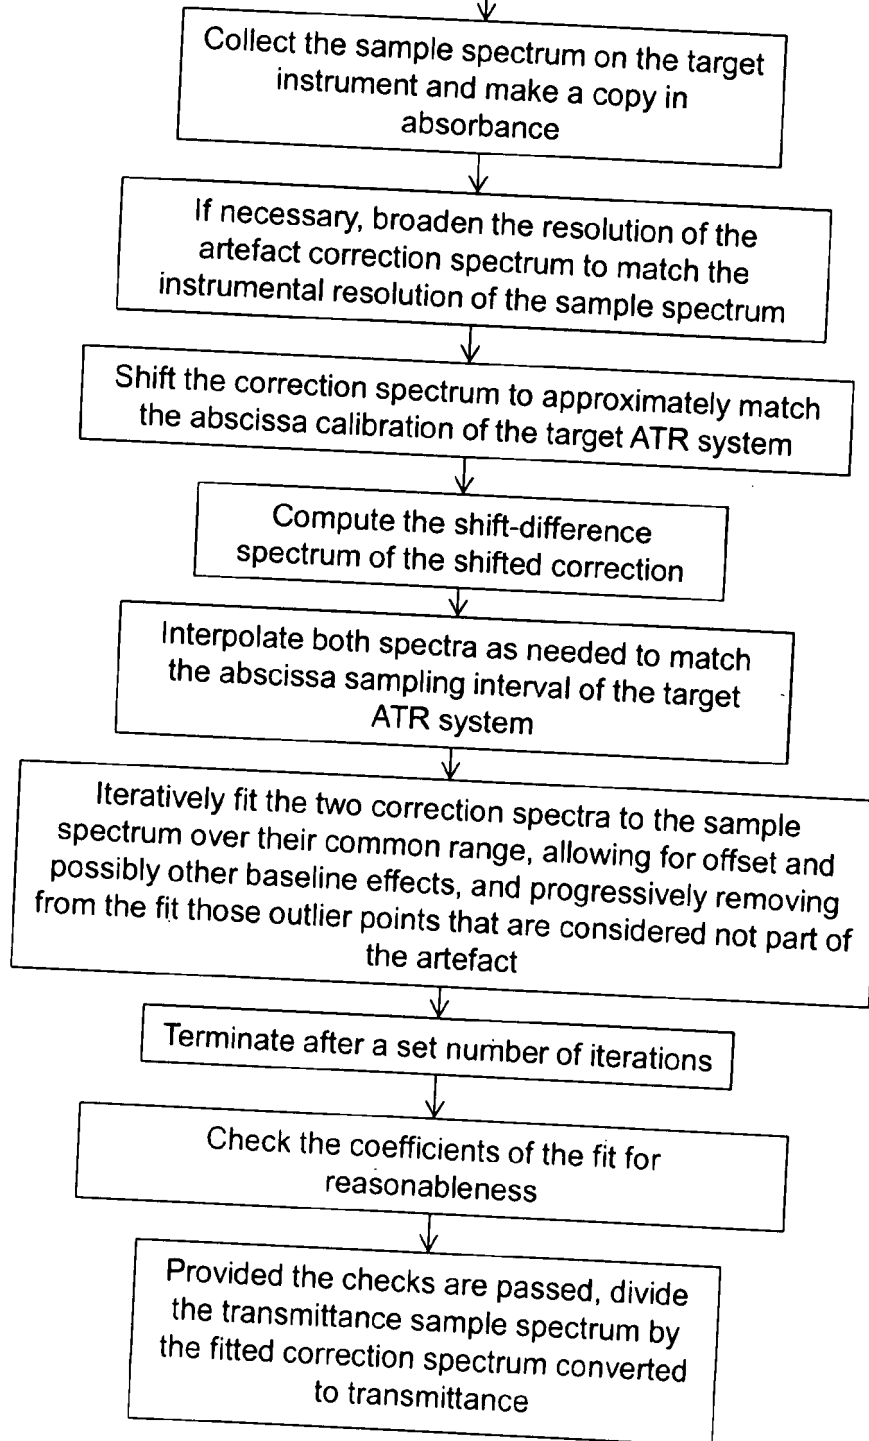 Collect the sample spectrum on the target
instrument and make a copy in
absorbance
If necessary, broaden the resolution of the
artefact correction spectrum to match the
instrumental resolution of the sample spectrum
Shift the correction spectrum to approximately match
the abscissa calibration of the target ATR system
Compute the shift-difference
spectrum of the shifted correction
Interpolate both spectra as needed to match
the abscissa sampling interval of the target
ATR system
Iteratively fit the two correction spectra to the sample
spectrum over their common range, allowing for offset and
possibly other baseline effects, and progressively removing
from the fit those outlier points that are considered not part of
the artefact
Terminate after a set number of iterations
Check the coefficients of the fit for
reasonableness
Provided the checks are passed, divide
the transmittance sample spectrum by
the fitted correction spectrum converted
to transmittance